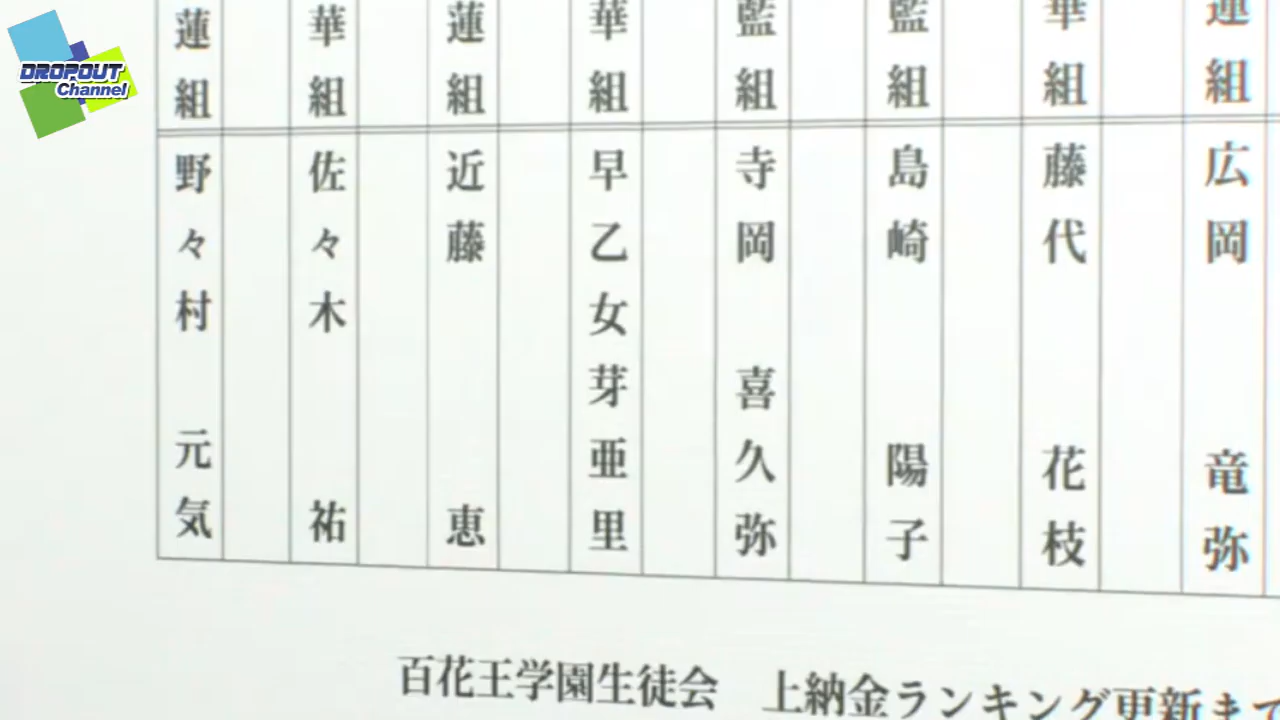 DROPOUT
Channel
蓮組 広岡 竜弥
華組 藤代 花枝
藍組 島崎 陽子
藍組 寺岡 喜久弥
華組 早乙女芽亜里
蓮組 近藤 恵
華組 佐々木 祐
蓮組 野々村 元気
百花王学園生徒会 上納金ランキング更新まで